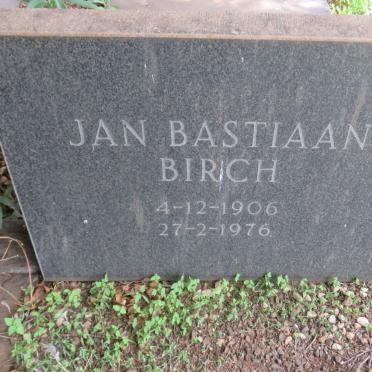 JAN BASTIAAN
BIRCH
4-12-1906
27-2-1976